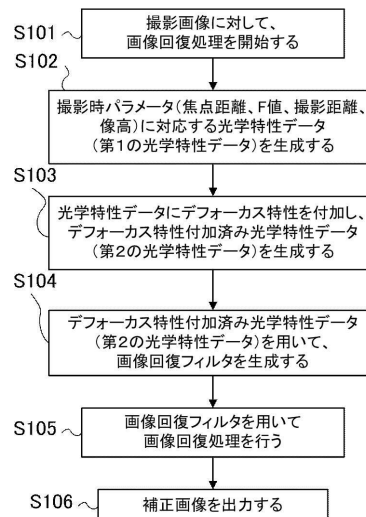 S101
撮影画像に対して、
画像回復処理を開始する
S102
撮影時パラメータ(焦点距離、F値、撮影距離、
像高)に対応する光学特性データ
(第1の光学特性データ)を生成する
S103
光学特性データにデフォーカス特性を付加し、
デフォーカス特性付加済み光学特性データ
(第2の光学特性データ)を生成する
S104
デフォーカス特性付加済み光学特性データ
(第2の光学特性データ)を用いて、
画像回復フィルタを生成する
S105
画像回復フィルタを用いて
画像回復処理を行う
S106
補正画像を出力する